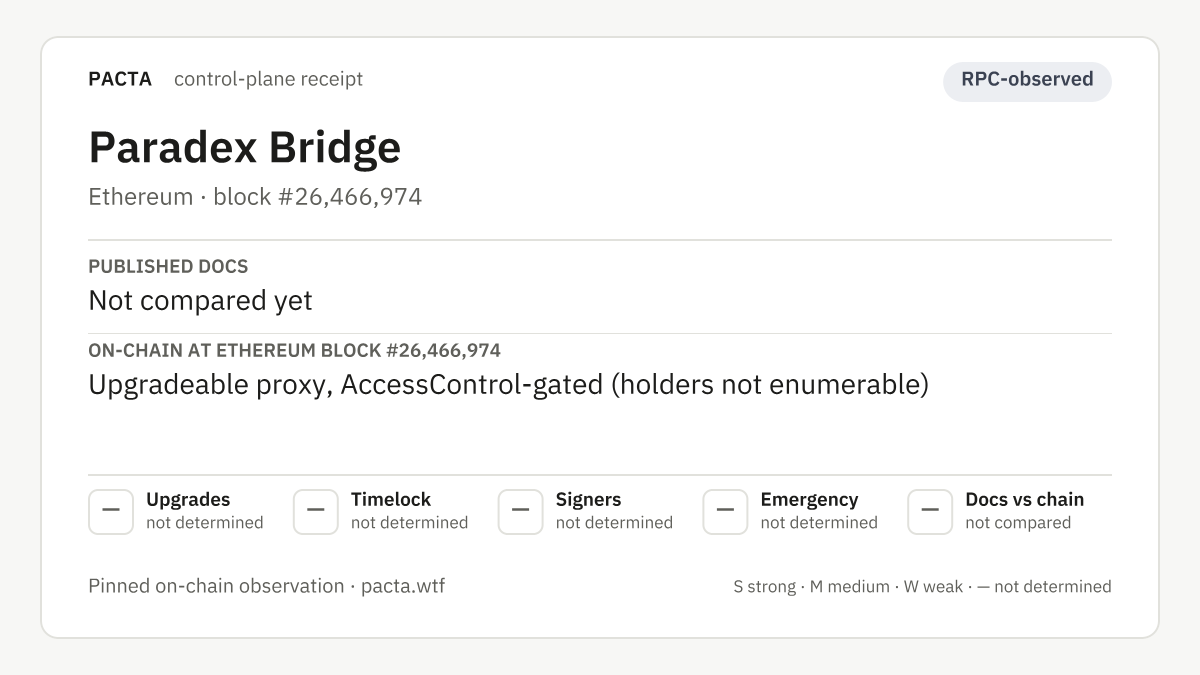 PACTA control-plane receipt RPC-observed
Paradex Bridge
Ethereum · block #26,466,974
PUBLISHED DOCS
Not compared yet
ON-CHAIN AT ETHEREUM BLOCK #26,466,974
Upgradeable proxy, AccessControl-gated (holders not enumerable)
— Upgrades — Timelock — Signers — Emergency — Docs vs chain
not determined not determined not determined not determined not compared
Pinned on-chain observation · pacta.wtf S strong · M medium · W weak · — not determined